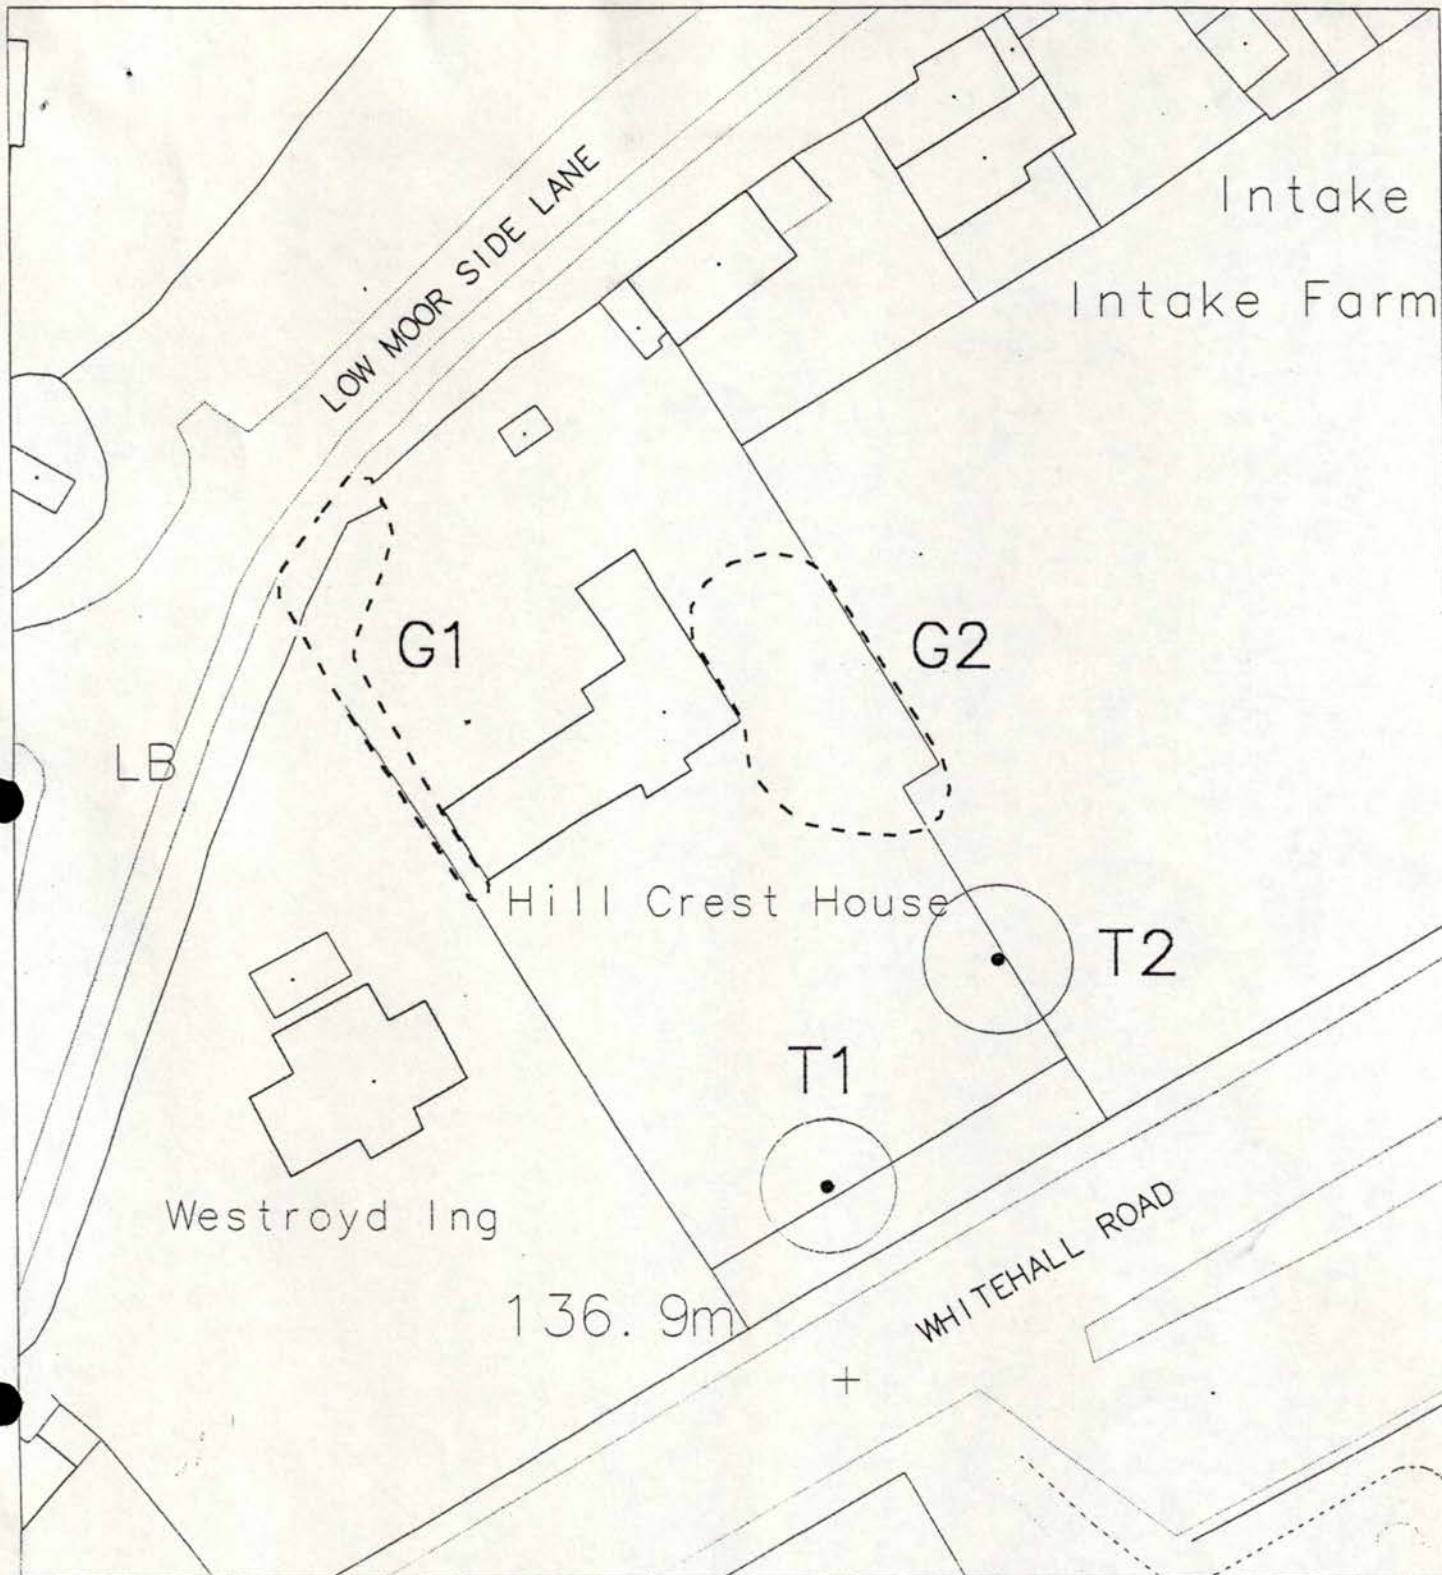 LOW MOOR SIDE LANE
Intake
Intake Farm
G1
G2
LB
Hill Crest House
T2
T1
Westroyd Ing
WHITEHALL ROAD
136.9m